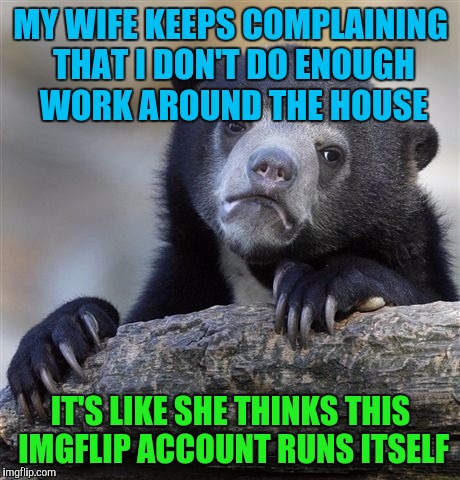 MY WIFE KEEPS COMPLAINING
THAT I DON'T DO ENOUGH
WORK AROUND THE HOUSE
IT'S LIKE SHE THINKS THIS
IMGFLIP ACCOUNT RUNS ITSELF
imgflip.com